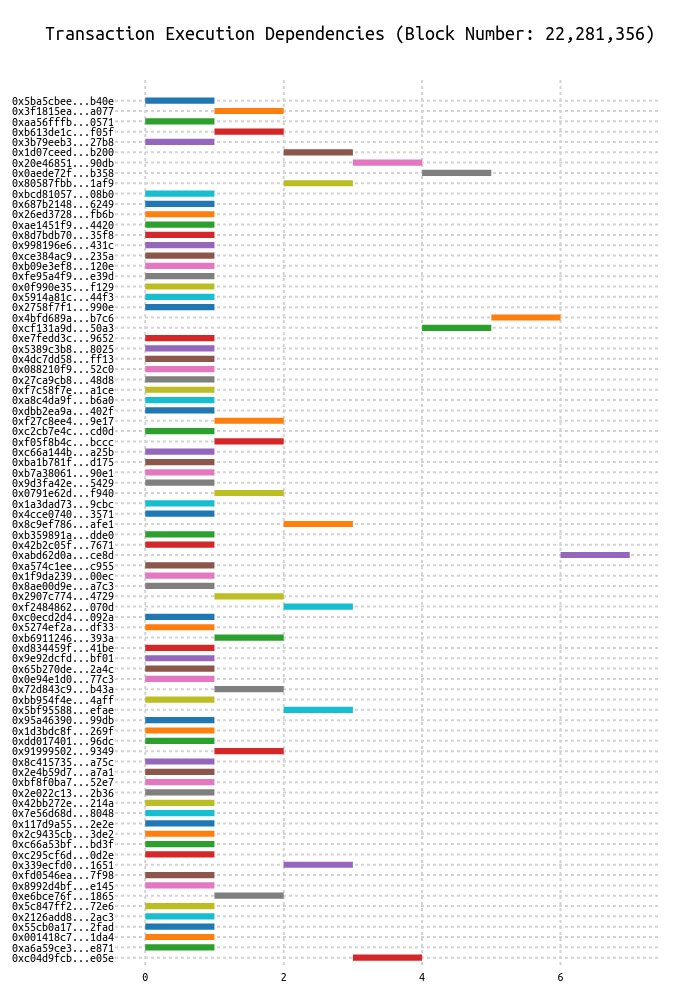 Transaction Execution Dependencies (Block Number: 22,281,356)
0x5ba5cbee...b40e
0x3f1815ea...a077
0xaa56fffb...0571
0xb613de1c...f05f
0x3b79eeb3...27b8
0x1d07ceed...b200
0x20e46851...90db
0x0aede72f...b358
0x80587fbb...1af9
0xbcd81057...08b0
0x687b2148...6249
0x26ed3728...fb6b
0xae1451f9...4420
0x8d7bdb70...35f8
0x998196e6...431c
0xce384ac9...235a
0xb09e3ef8...120e
0xfe95a4f9...e39d
0x0f990e35...f129
0x5914a81c...44f3
0x2758f7f1...990e
0x4bfd689a...b7c6
0xcf131a9d...50a3
0xe7fedd3c...9652
0x5389c3b8...8025
0x4dc7dd58...ff13
0x088210f9...52c0
0x27ca9cb8...48d8
0xf7c58f7e...a1ce
0xa8c4da9f...b6a0
0xdbb2ea9a...402f
0xf27c8ee4...9e17
0xc2cb7e4c...cd0d
0xf05f8b4c...bccc
0xc66a144b...a25b
0xba1b781f...d175
0xb7a38061...90e1
0x9d3fa42e...5429
0x0791e62d...f940
0x1a3dad73...9cbc
0x4cce0740...3571
0x8c9ef786...afe1
0xb359891a...dde0
0x42b2c05f...7671
0xabd62d0a...ce8d
0xa574c1ee...c955
0x1f9da239...00ec
0x8ae00d9e...a7c3
0x2907c774...4729
0xf2484862...070d
0xc0ecd2d4...092a
0x5274ef2a...df33
0xb6911246...393a
0xd834459f...41be
0x9e92dcfd...bf01
0x65b270de...2a4c
0x0e94e1d0...77c3
0x72d843c9...b43a
0xbb954f4e...4aff
0x5bf95588...efae
0x95a46390...99db
0x1d3bdc8f...269f
0xdd017401...96dc
0x91999502...9349
0x8c415735...a75c
0x2e4b59d7...a7a1
0xbf8f0ba7...52e7
0x2e022c13...2b36
0x42bb272e...214a
0x7e56d68d...8048
0x117d9a55...2e2e
0x2c9435cb...3de2
0xc66a53bf...bd3f
0xc295cf6d...0d2e
0x339ecfd0...1651
0xfd0546ea...7f98
0x8992d4bf...e145
0xe6bce76f...1865
0x5c847ff2...72e6
0x2126add8...2ac3
0x55cb0a17...2fad
0x001418c7...1da4
0xa6a59ce3...e871
0xc04d9fcb...e05e
0 2 4 6